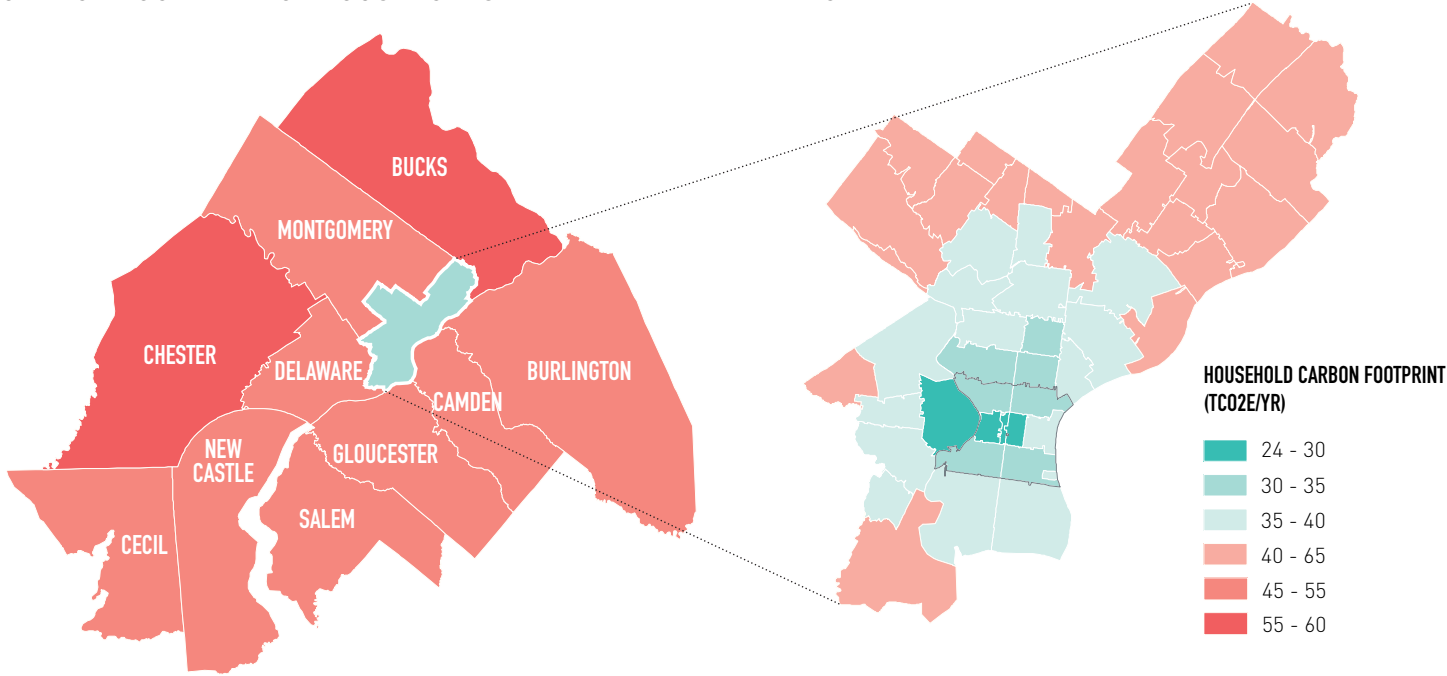 BUCKS
MONTGOMERY
CHESTER
DELAWARE
BURLINGTON
CAMDEN
NEW
CASTLE
GLOUCESTER
SALEM
CECIL
HOUSEHOLD CARBON FOOTPRINT
(TCO2E/YR)
24 - 30
30 - 35
35 - 40
40 - 65
45 - 55
55 - 60